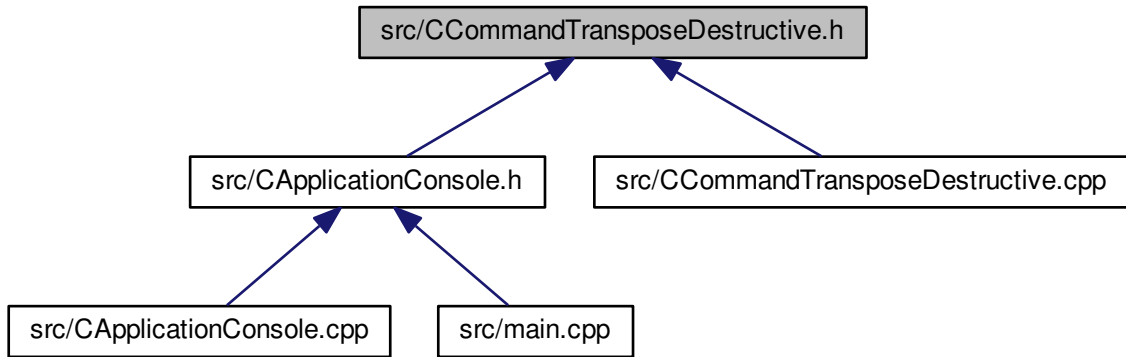 src/CCommandTransposeDestructive.h
src/CApplicationConsole.h
src/CCommandTransposeDestructive.cpp
src/CApplicationConsole.cpp
src/main.cpp